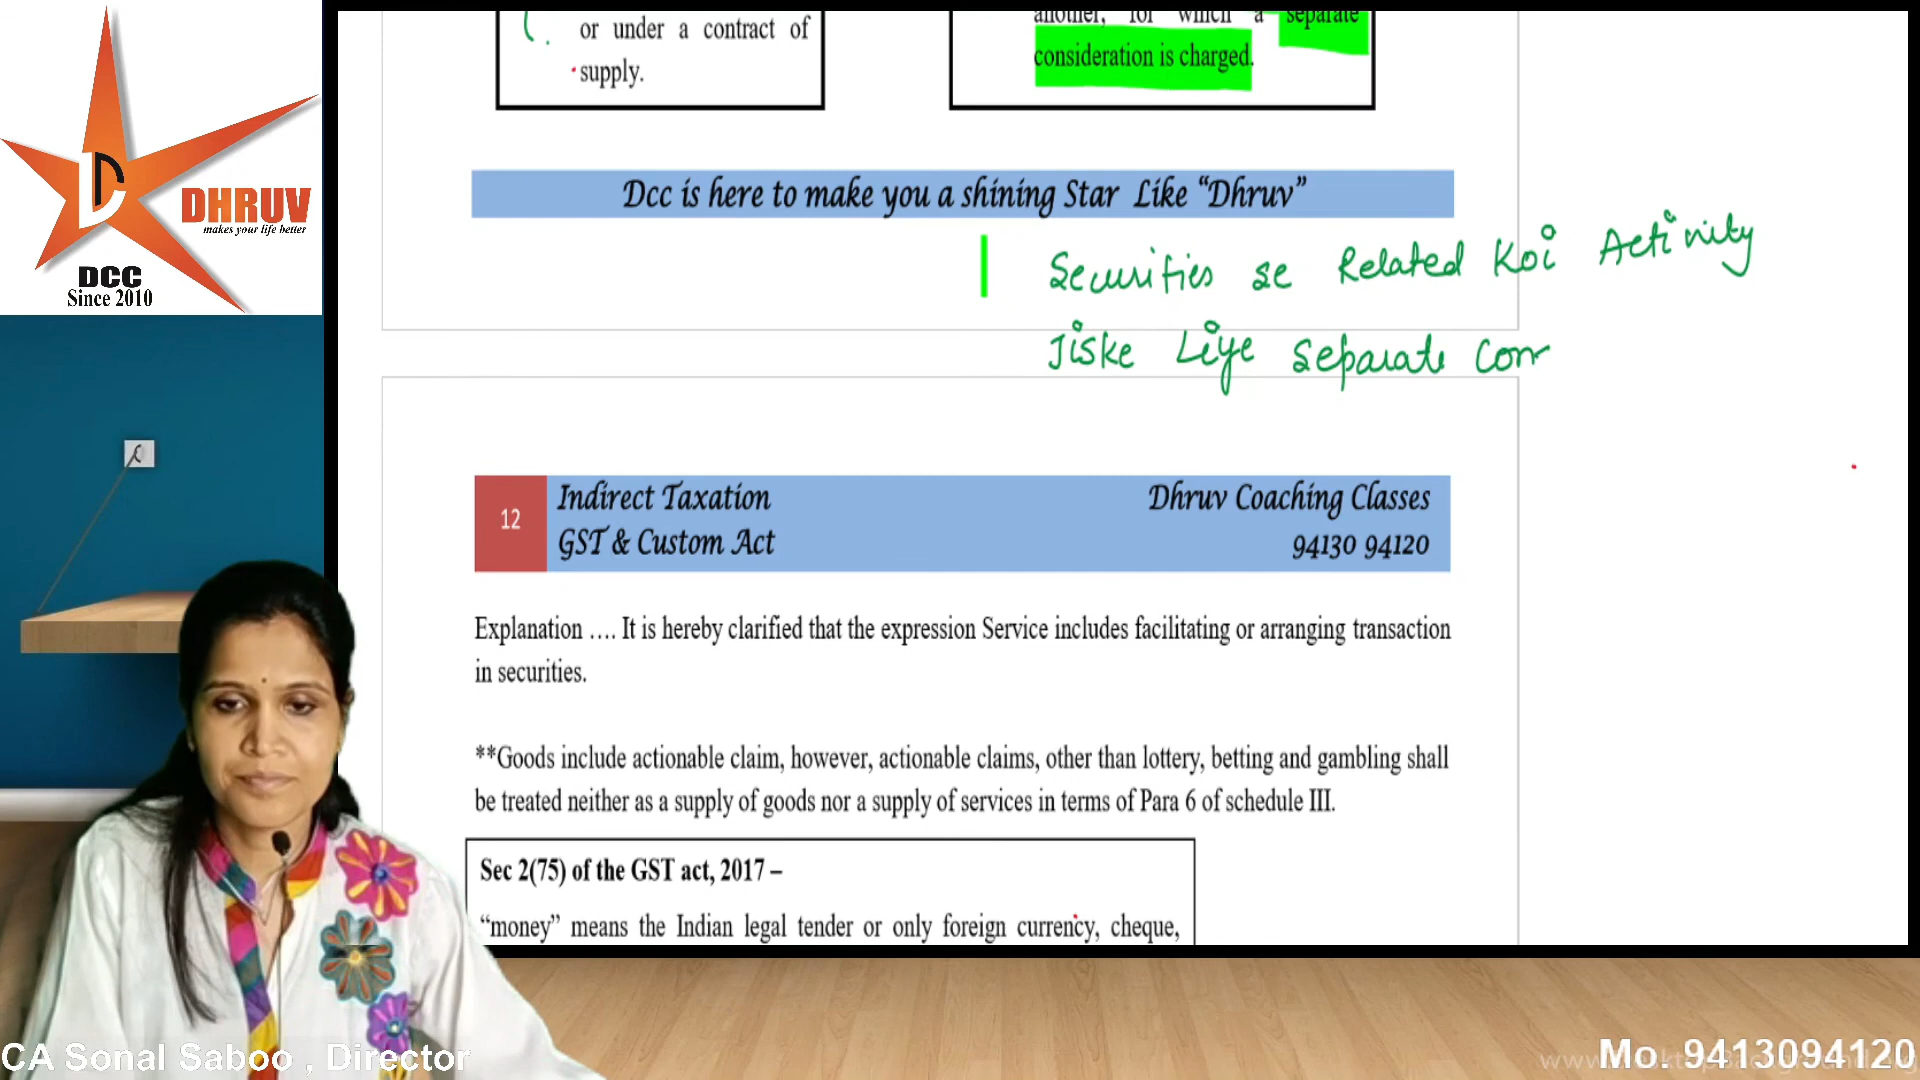 or under a contract of
supply.
another, for which a separate
consideration is charged.
Dcc is here to make you a shining Star Like “Dhruv”
Securities se Related Koi Activity
Jiske Liye Separate Con
12
Indirect Taxation
GST & Custom Act
Dhruv Coaching Classes
94130 94120
Explanation …. It is hereby clarified that the expression Service includes facilitating or arranging transaction
in securities.
**Goods include actionable claim, however, actionable claims, other than lottery, betting and gambling shall
be treated neither as a supply of goods nor a supply of services in terms of Para 6 of schedule III.
Sec 2(75) of the GST act, 2017 –
“money” means the Indian legal tender or only foreign currency, cheque,
DC
DHRUV
makes your life better
DCC
Since 2010
CA Sonal Saboo , Director
Mo. 9413094120